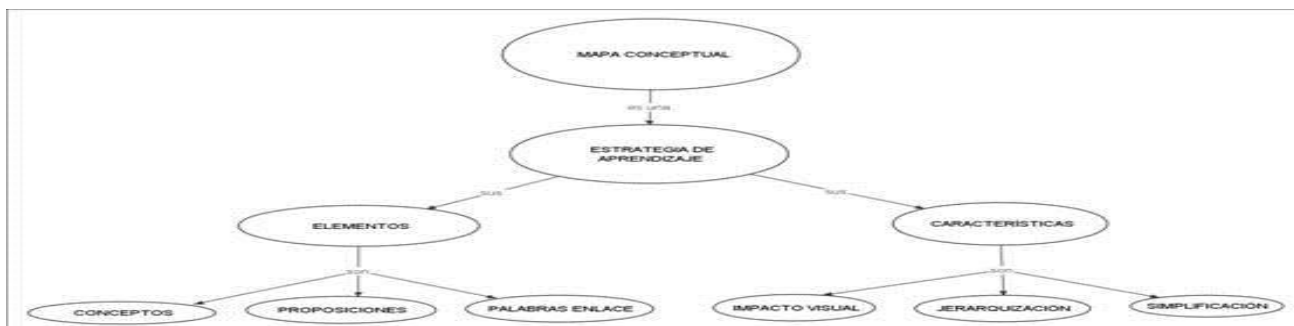 MAPA CONCEPTUAL
es una
ESTRATEGIA DE
APRENDIZAJE
sus
sus
ELEMENTOS
CARACTERÍSTICAS
son
son
CONCEPTOS
PROPOSICIONES
PALABRAS ENLACE
IMPACTO VISUAL
JERARQUIZACIÓN
SIMPLIFICACIÓN